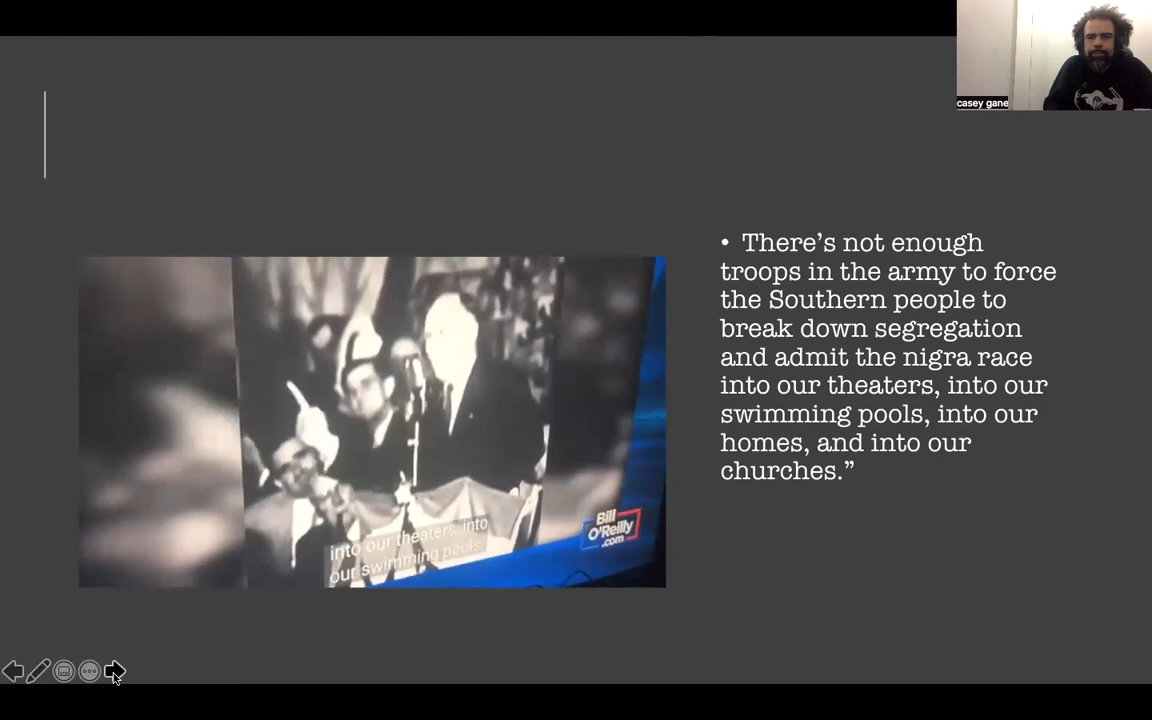 casey gane
• There's not enough
troops in the army to force
the Southern people to
break down segregation
and admit the nigra race
into our theaters, into our
swimming pools, into our
homes, and into our
churches.”
into our theaters, into
our swimming pools
Bill
O'Reilly
.com